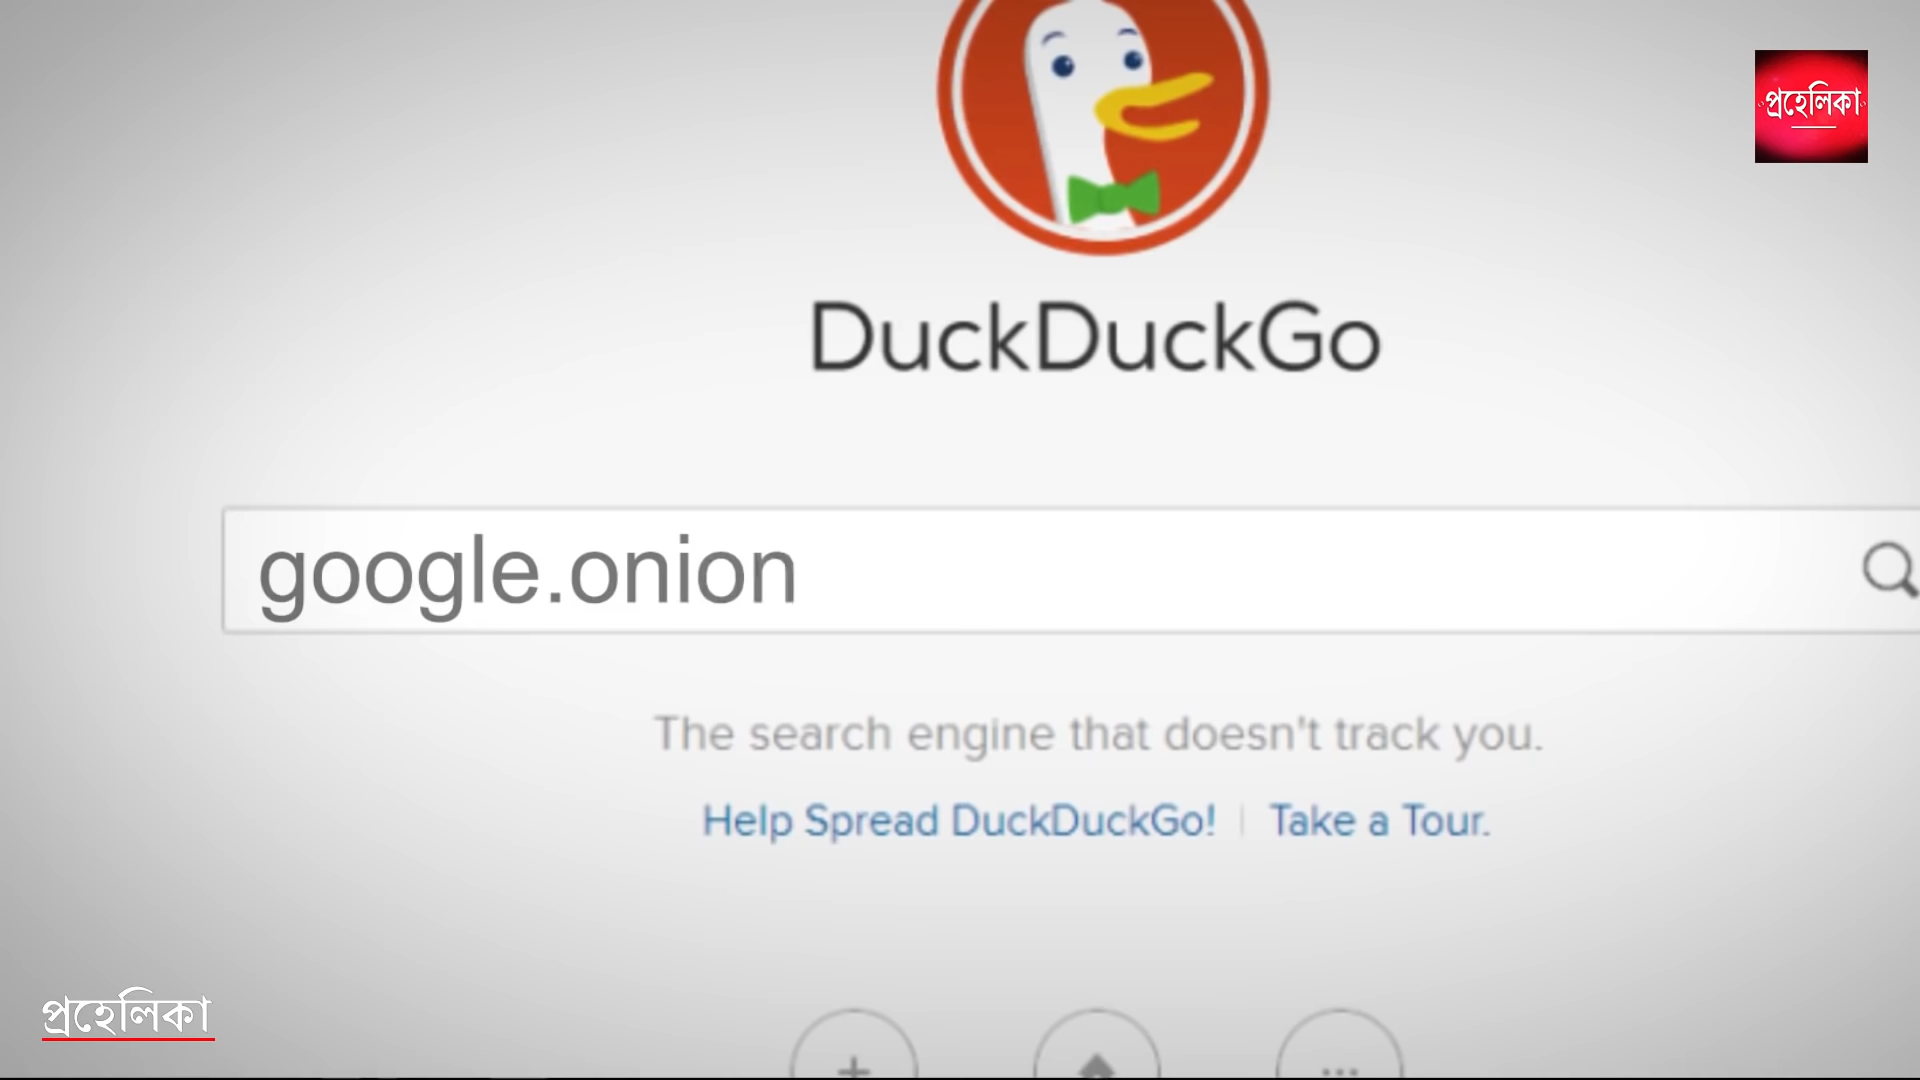 প্রহেলিকা
DuckDuckGo
google.onion
The search engine that doesn't track you.
Help Spread DuckDuckGo! | Take a Tour.
প্রহেলিকা